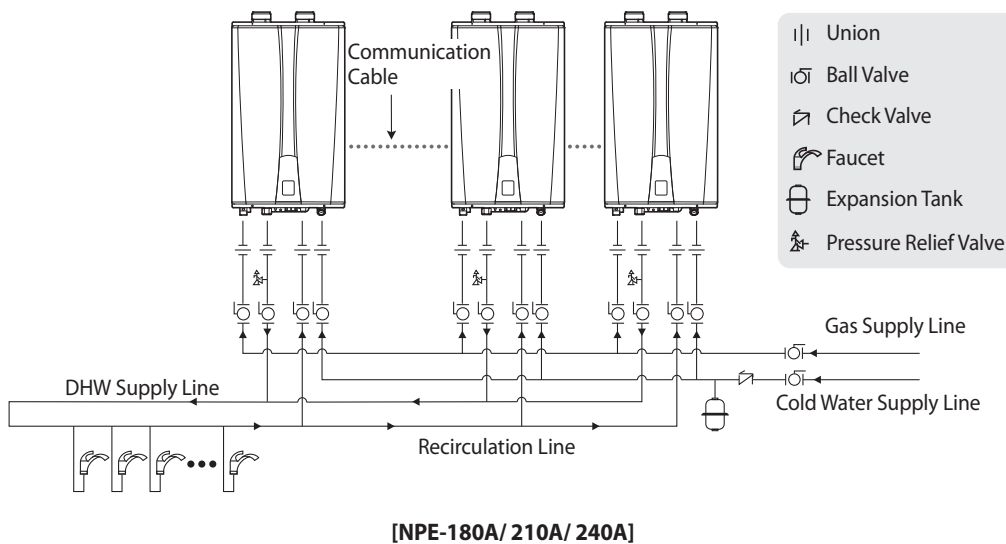 Communication
Cable
Union
Ball Valve
Check Valve
Faucet
Expansion Tank
Pressure Relief Valve
Gas Supply Line
DHW Supply Line
Cold Water Supply Line
Recirculation Line
[NPE-180A/ 210A/ 240A]